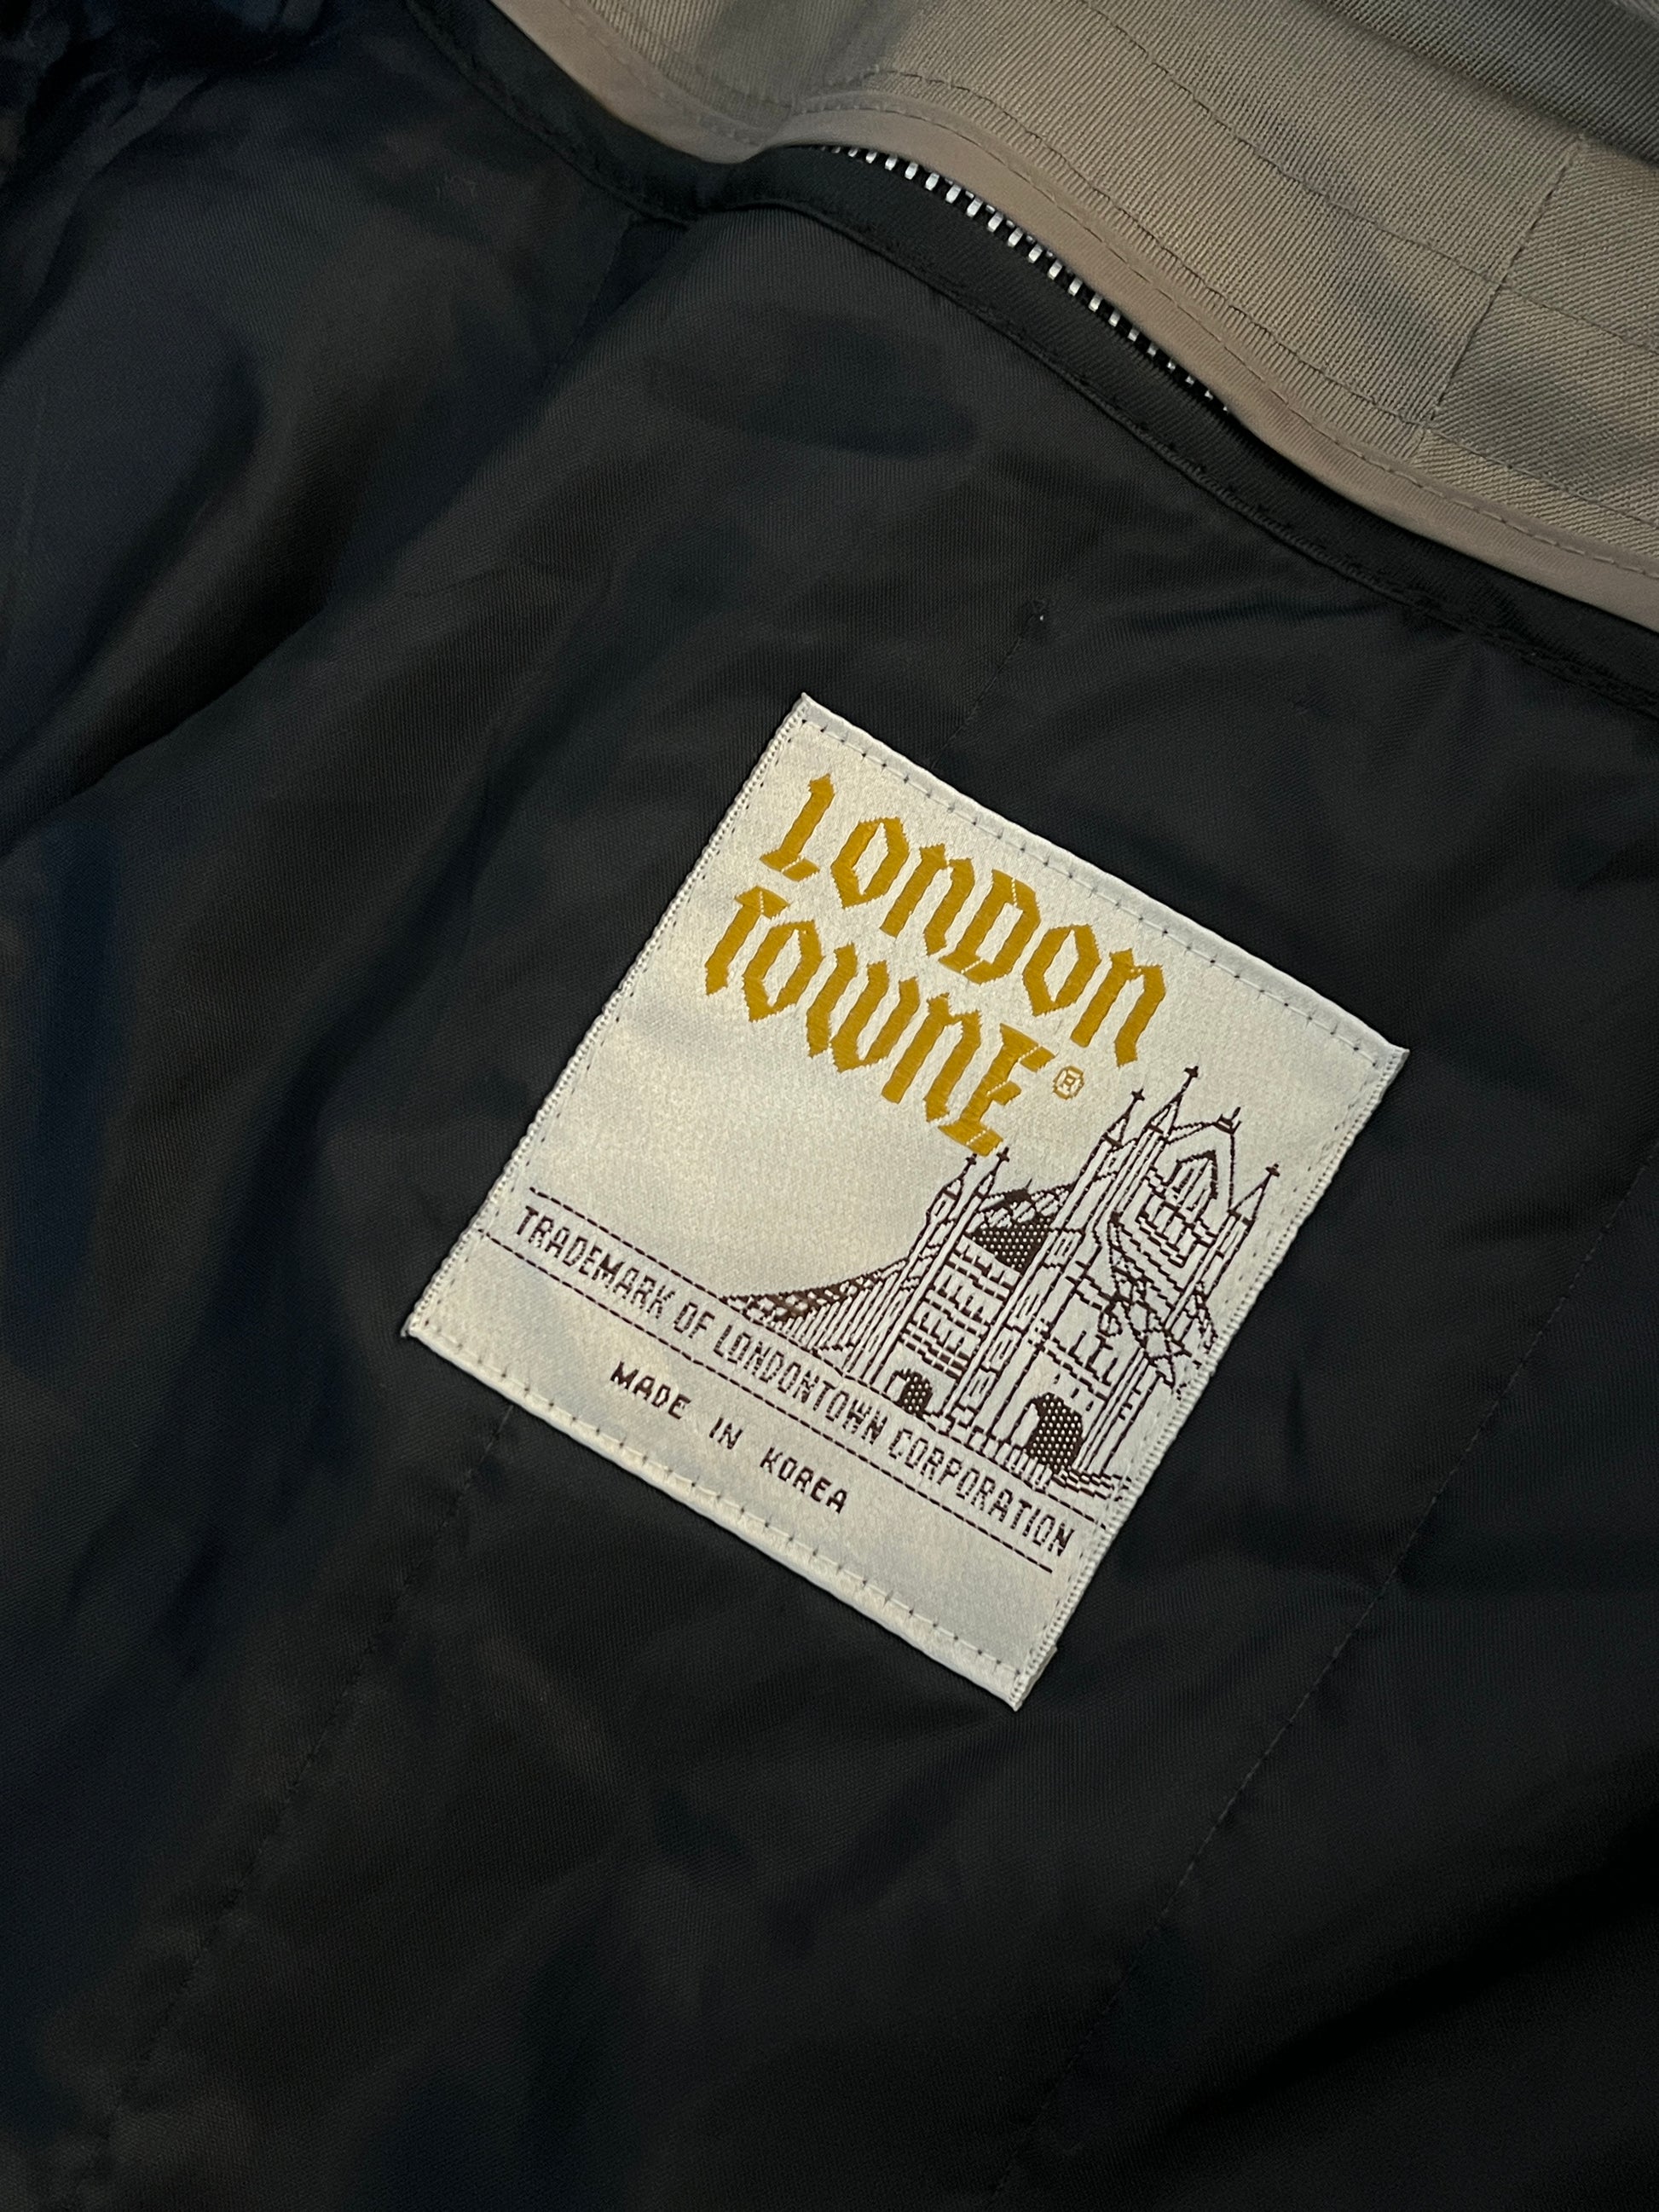 LONDON
TOWNE®
TRADEMARK OF LONDONTOWN CORPORATION
MADE IN KOREA